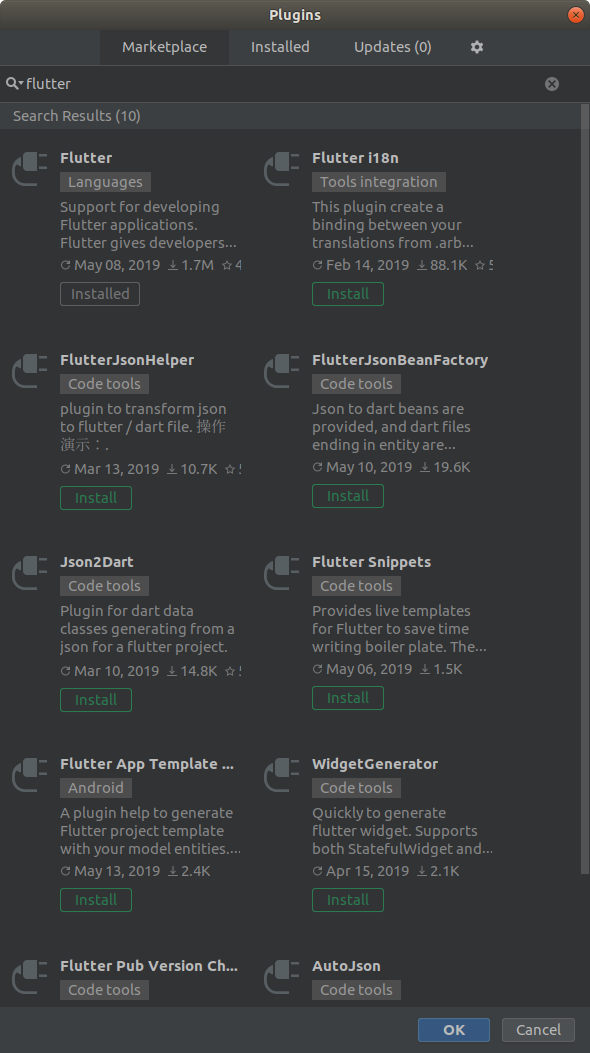 Plugins
Marketplace
Installed
Updates (0)
flutter
Search Results (10)
Flutter
Languages
Support for developing
Flutter applications.
Flutter gives developers...
May 08, 2019 1.7M 4
Installed
Flutter i18n
Tools integration
This plugin create a
binding between your
translations from .arb...
Feb 14, 2019 88.1K 5
Install
FlutterJsonHelper
Code tools
plugin to transform json
to flutter / dart file. 操作
演示：.
Mar 13, 2019 10.7K
Install
FlutterJsonBeanFactory
Code tools
Json to dart beans are
provided, and dart files
ending in entity are...
May 10, 2019 19.6K
Install
Json2Dart
Code tools
Plugin for dart data
classes generating from a
json for a flutter project.
Mar 10, 2019 14.8K
Install
Flutter Snippets
Code tools
Provides live templates
for Flutter to save time
writing boiler plate. The...
May 06, 2019 1.5K
Install
Flutter App Template ...
Android
A plugin help to generate
Flutter project template
with your model entities....
May 13, 2019 2.4K
Install
WidgetGenerator
Code tools
Quickly to generate
flutter widget. Supports
both StatefulWidget and...
Apr 15, 2019 2.1K
Install
Flutter Pub Version Ch...
Code tools
AutoJson
Code tools
OK
Cancel